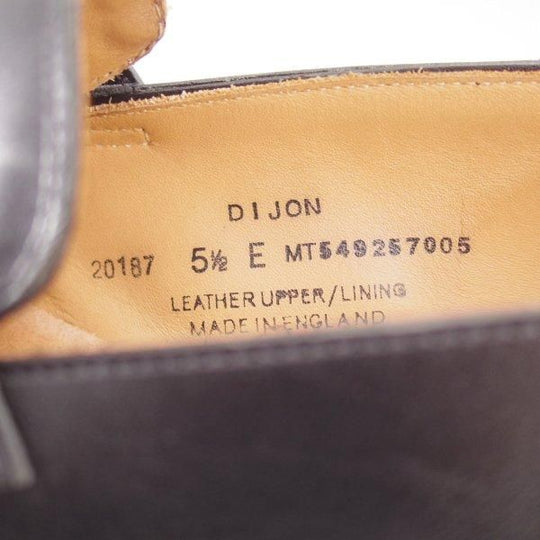 DIJON
20187 5½ E MT549257005
LEATHER UPPER/LINING
MADE IN ENGLAND